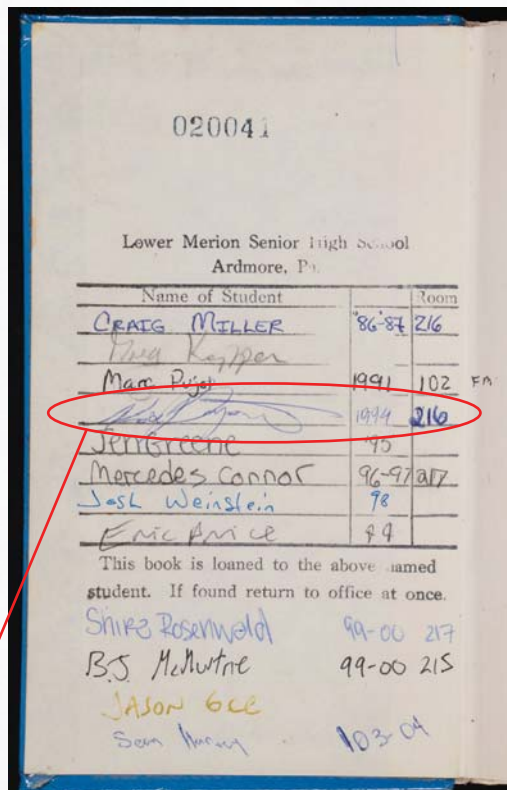 020041
Lower Merion Senior High School
Ardmore, Pa.
Name of Student Room
CRAIG MILLER '86-87 216
Marc Pujol 1991 102
1994 216
Jen Greene '95
Mercedes Connor 96-97 217
Josh Weinstein 98
Eric Price 99
This book is loaned to the above named
student. If found return to office at once.
Shira Rosenwald 99-00 217
B.J. 99-00 215
JASON
Sean 03-04